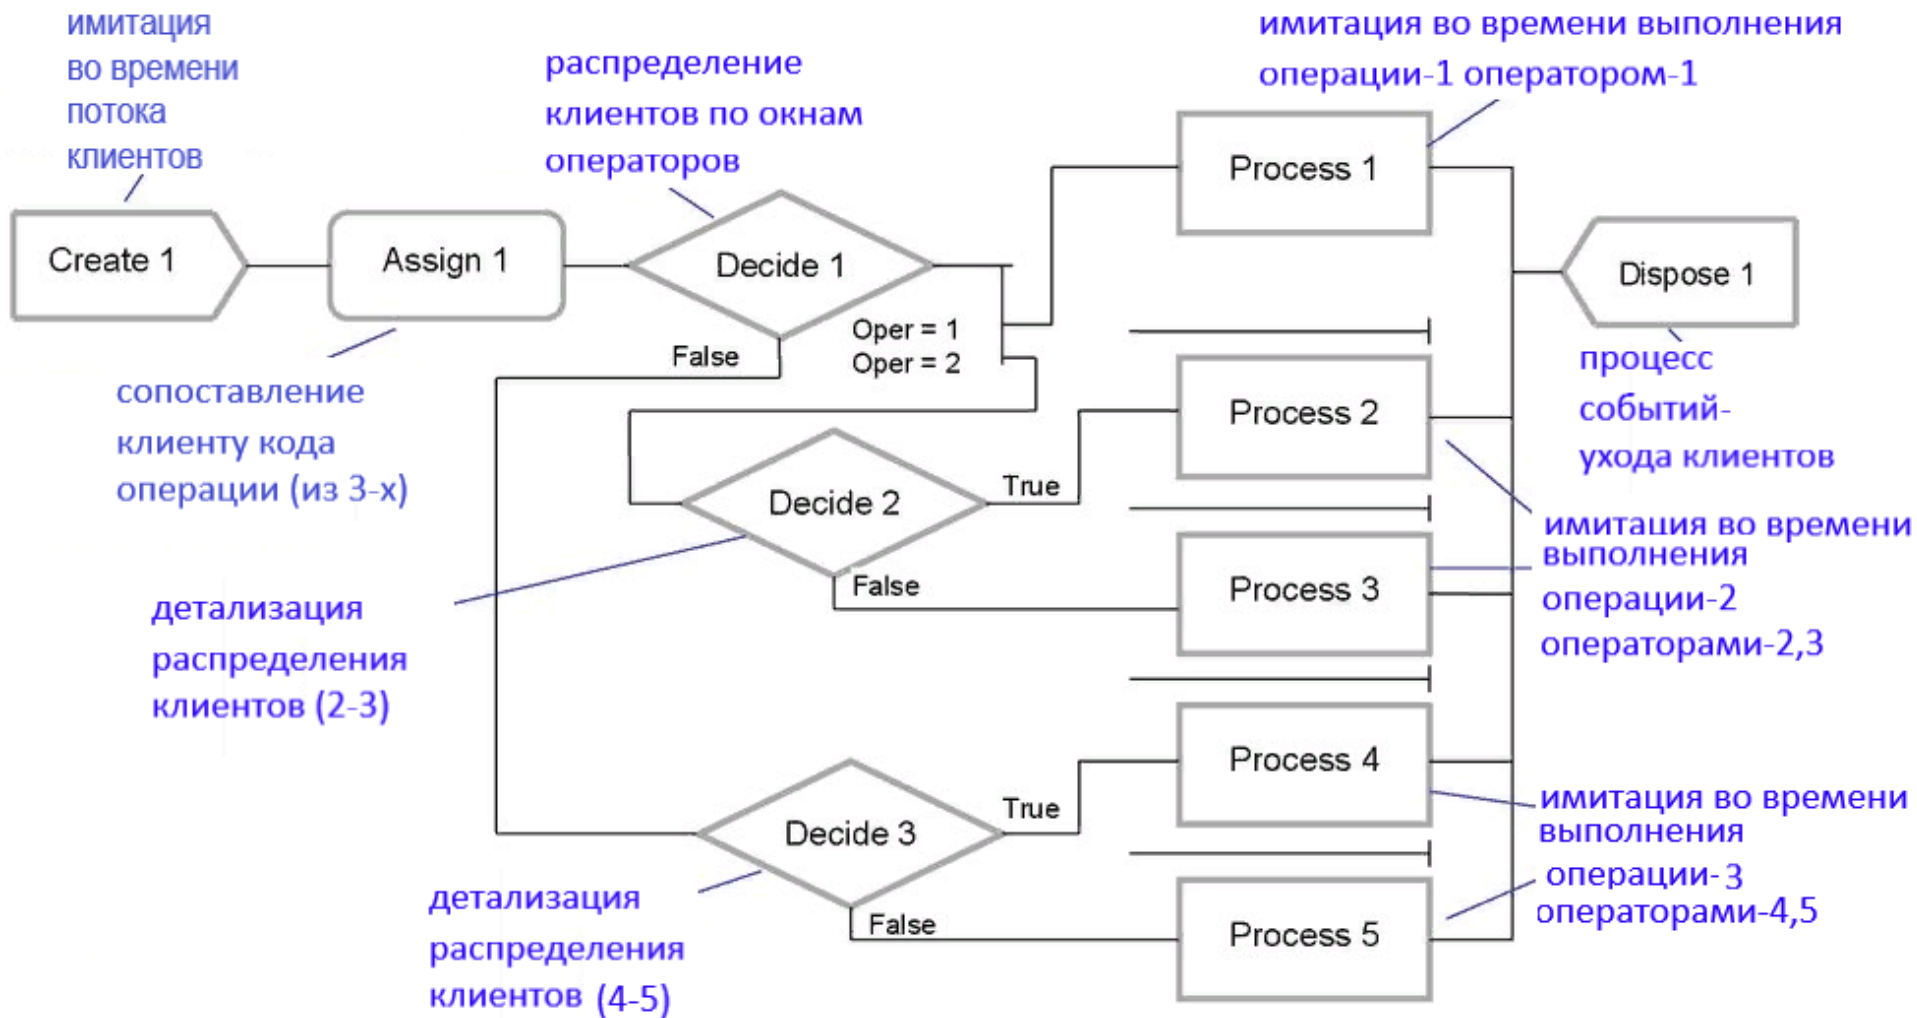 имитация
во времени
потока
клиентов
распределение
клиентов по окнам
операторов
имитация во времени выполнения
операции-1 оператором-1
Create 1
Assign 1
Decide 1
Process 1
Dispose 1
False
Oper = 1
Oper = 2
сопоставление
клиенту кода
операции (из 3-х)
процесс
событий-
ухода клиентов
Decide 2
True
False
Process 2
Process 3
имитация во времени
выполнения
операции-2
операторами-2,3
детализация
распределения
клиентов (2-3)
Decide 3
True
False
Process 4
Process 5
имитация во времени
выполнения
операции-3
операторами-4,5
детализация
распределения
клиентов (4-5)